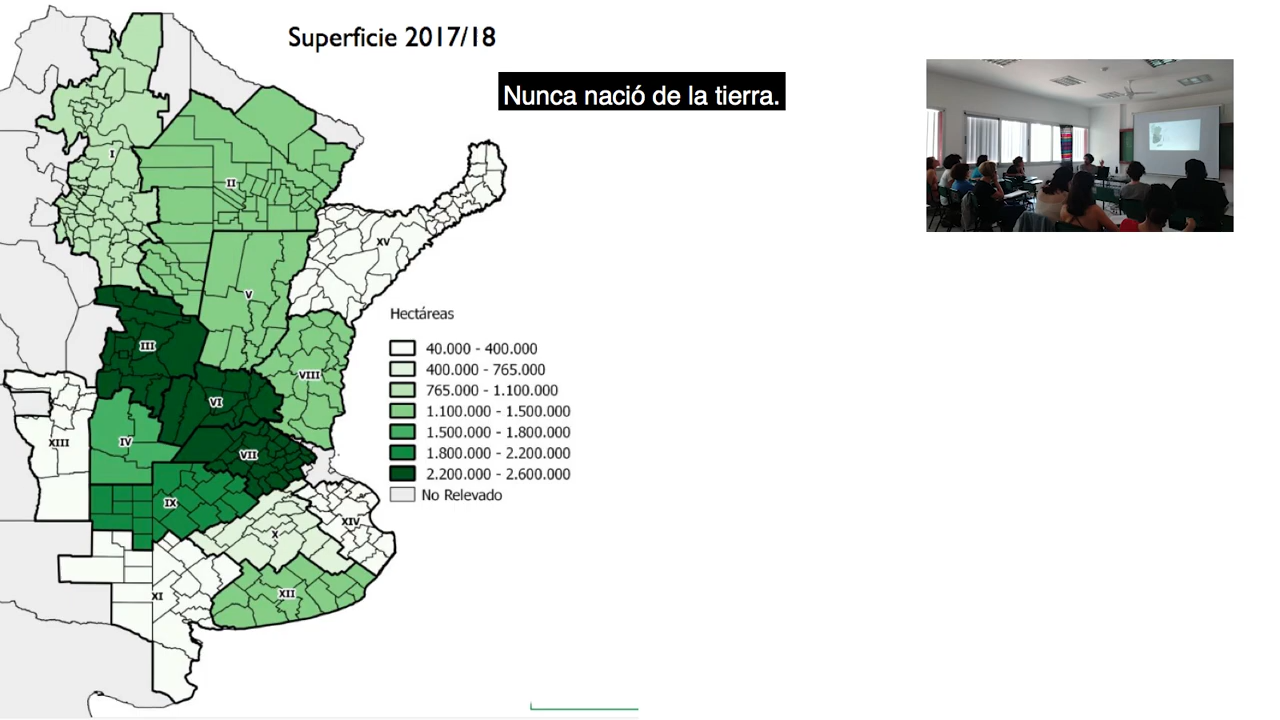 Superficie 2017/18
Nunca nació de la tierra.
I
II
XV
V
III
VIII
VI
IV
XIII
VII
IX
XIV
X
XII
XI
Hectáreas
40.000 - 400.000
400.000 - 765.000
765.000 - 1.100.000
1.100.000 - 1.500.000
1.500.000 - 1.800.000
1.800.000 - 2.200.000
2.200.000 - 2.600.000
No Relevado